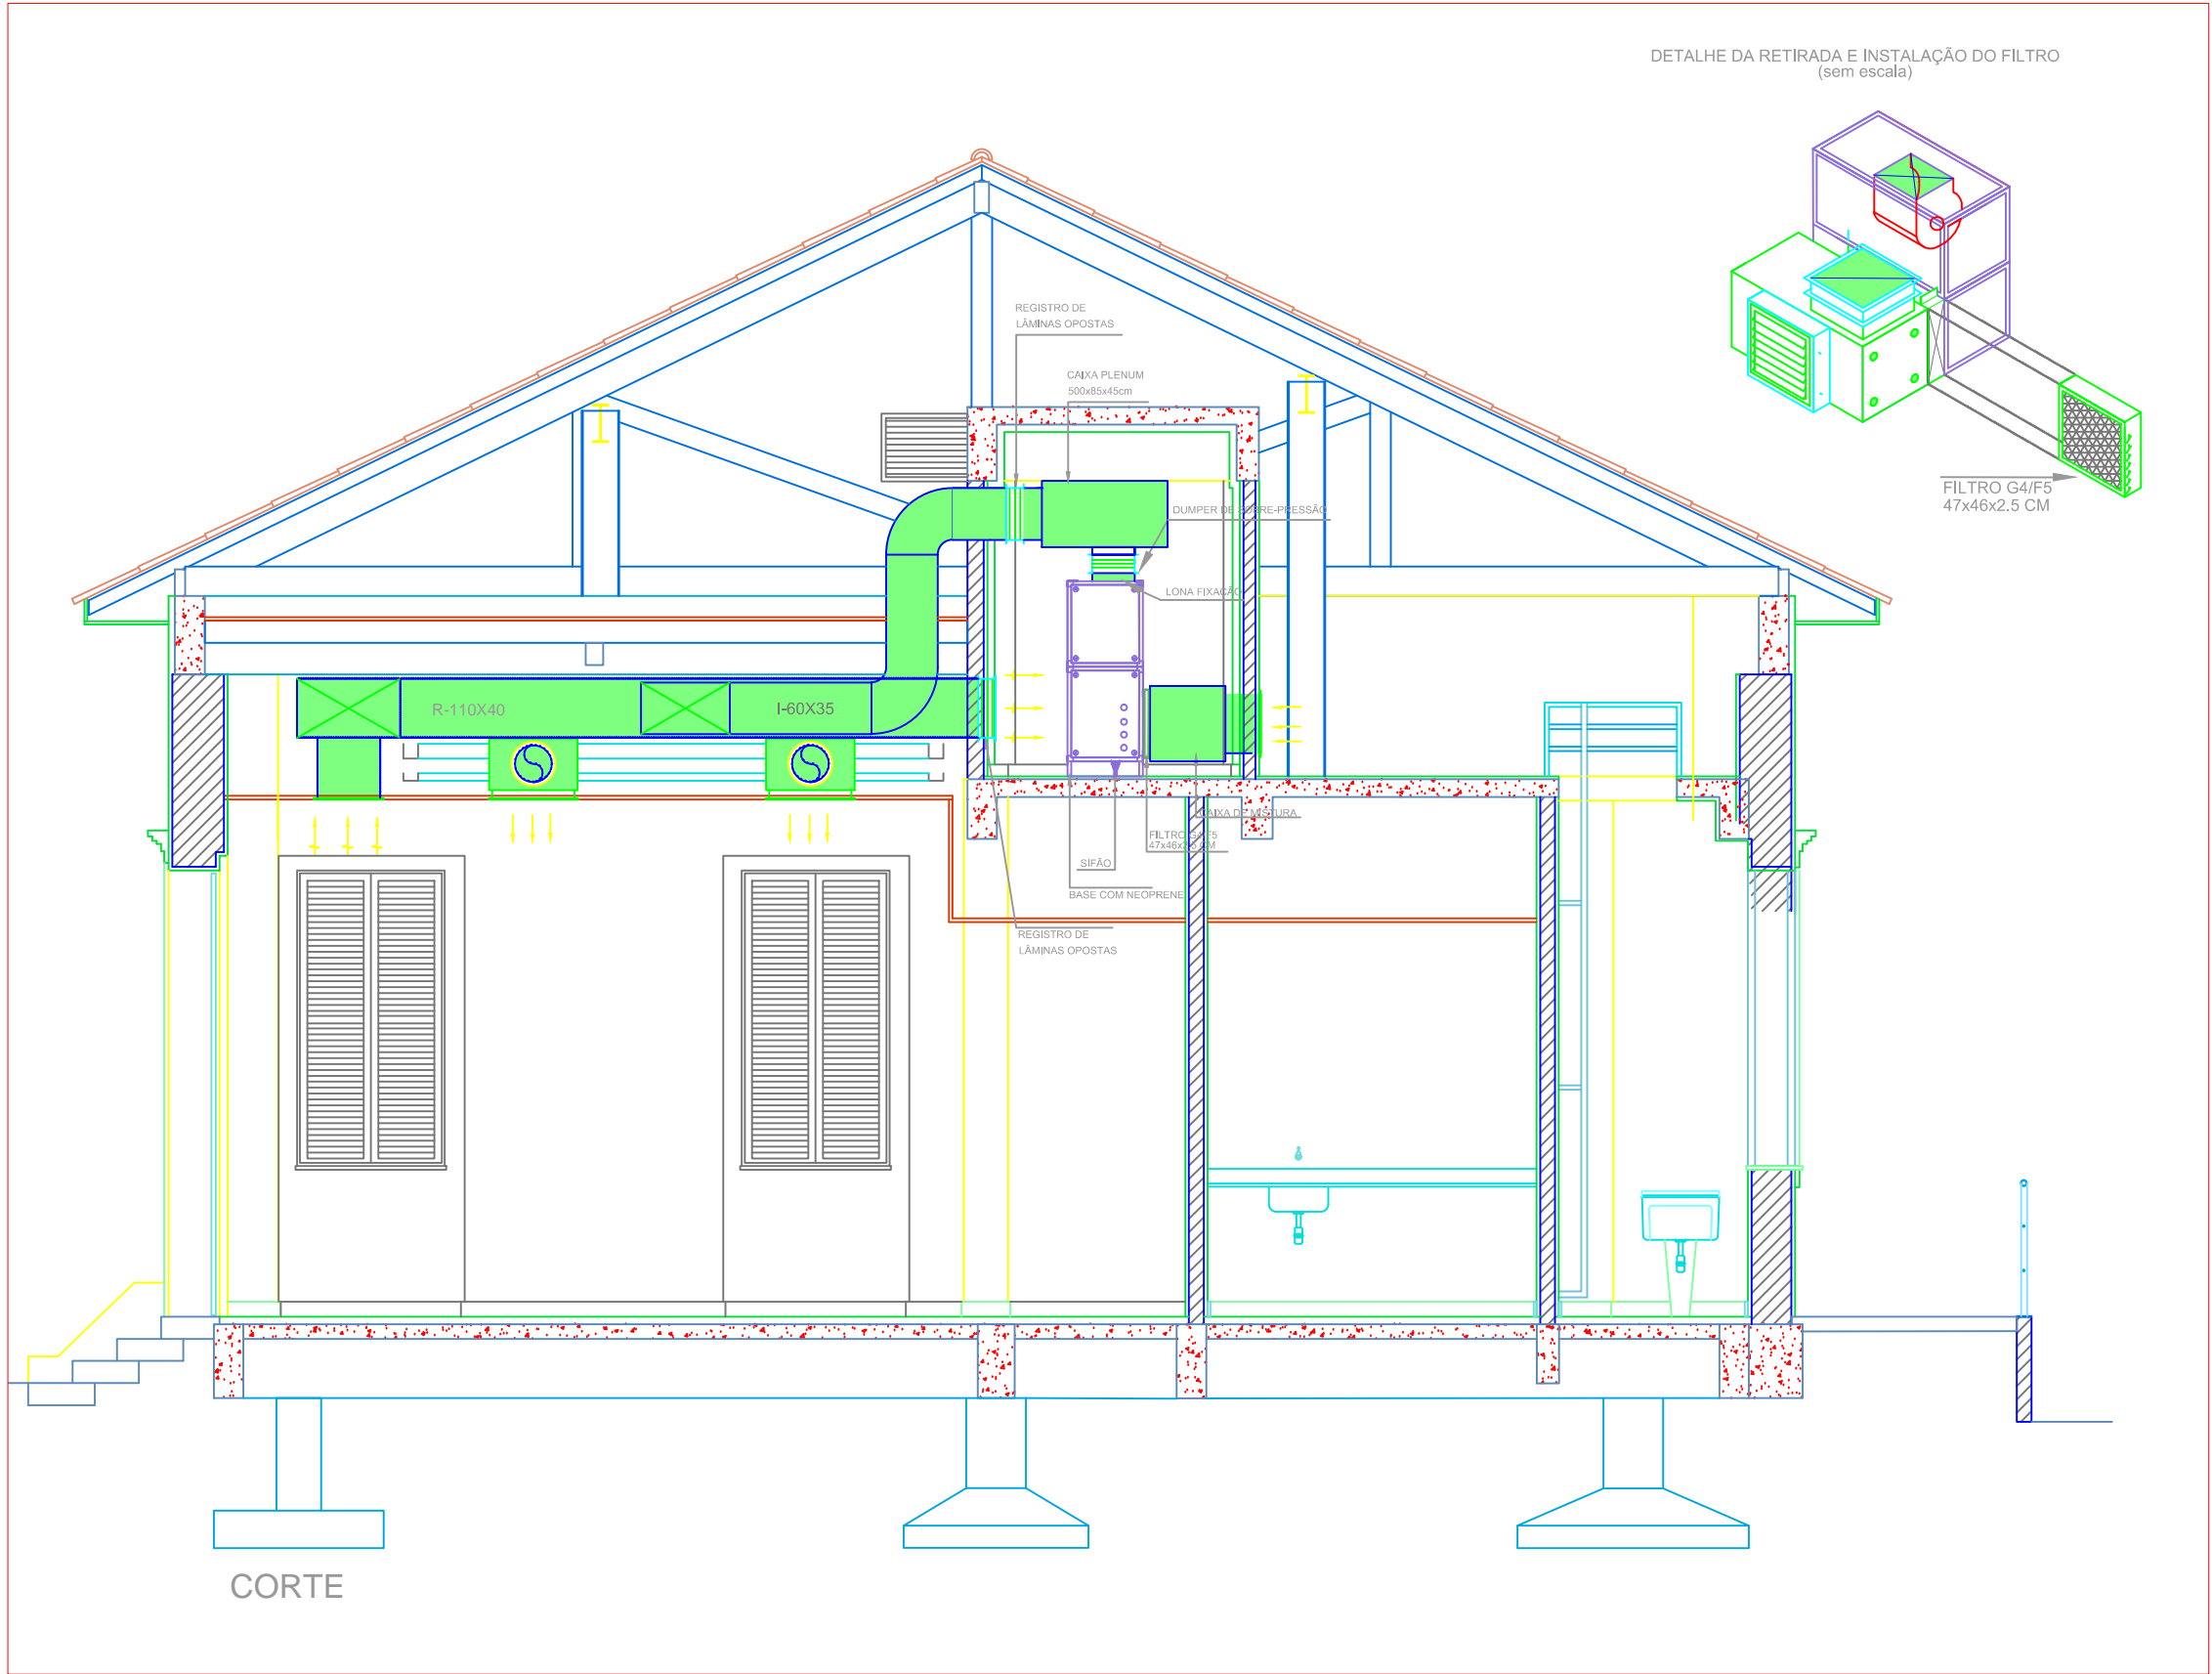 DETALHE DA RETIRADA E INSTALAÇÃO DO FILTRO
(sem escala)
REGISTRO DE
LÂMINAS OPOSTAS
CAIXA PLENUM
500x85x45cm
FILTRO G4/F5
47x46x2.5 CM
DUMPER DE SOBRE-PRESSÃO
LONA FIXACÃO
R-110X40
I-60X35
CAIXA DE MISTURA
FILTRO G4/F5
47x46x2.5 CM
SIFÃO
BASE COM NEOPRENE
REGISTRO DE
LÂMINAS OPOSTAS
CORTE